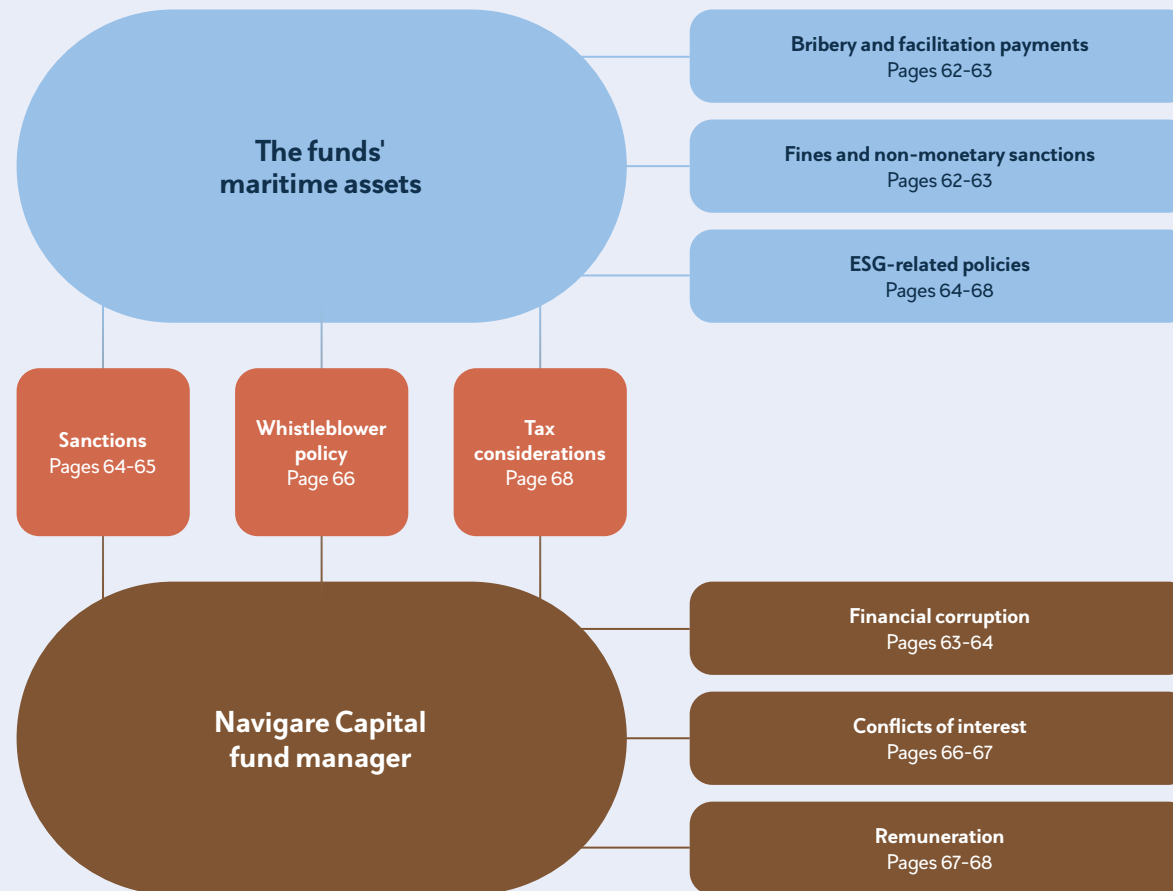 The funds'
maritime assets
Bribery and facilitation payments
Pages 62-63
Fines and non-monetary sanctions
Pages 62-63
ESG-related policies
Pages 64-68
Sanctions
Pages 64-65
Whistleblower
policy
Page 66
Tax
considerations
Page 68
Navigare Capital
fund manager
Financial corruption
Pages 63-64
Conflicts of interest
Pages 66-67
Remuneration
Pages 67-68